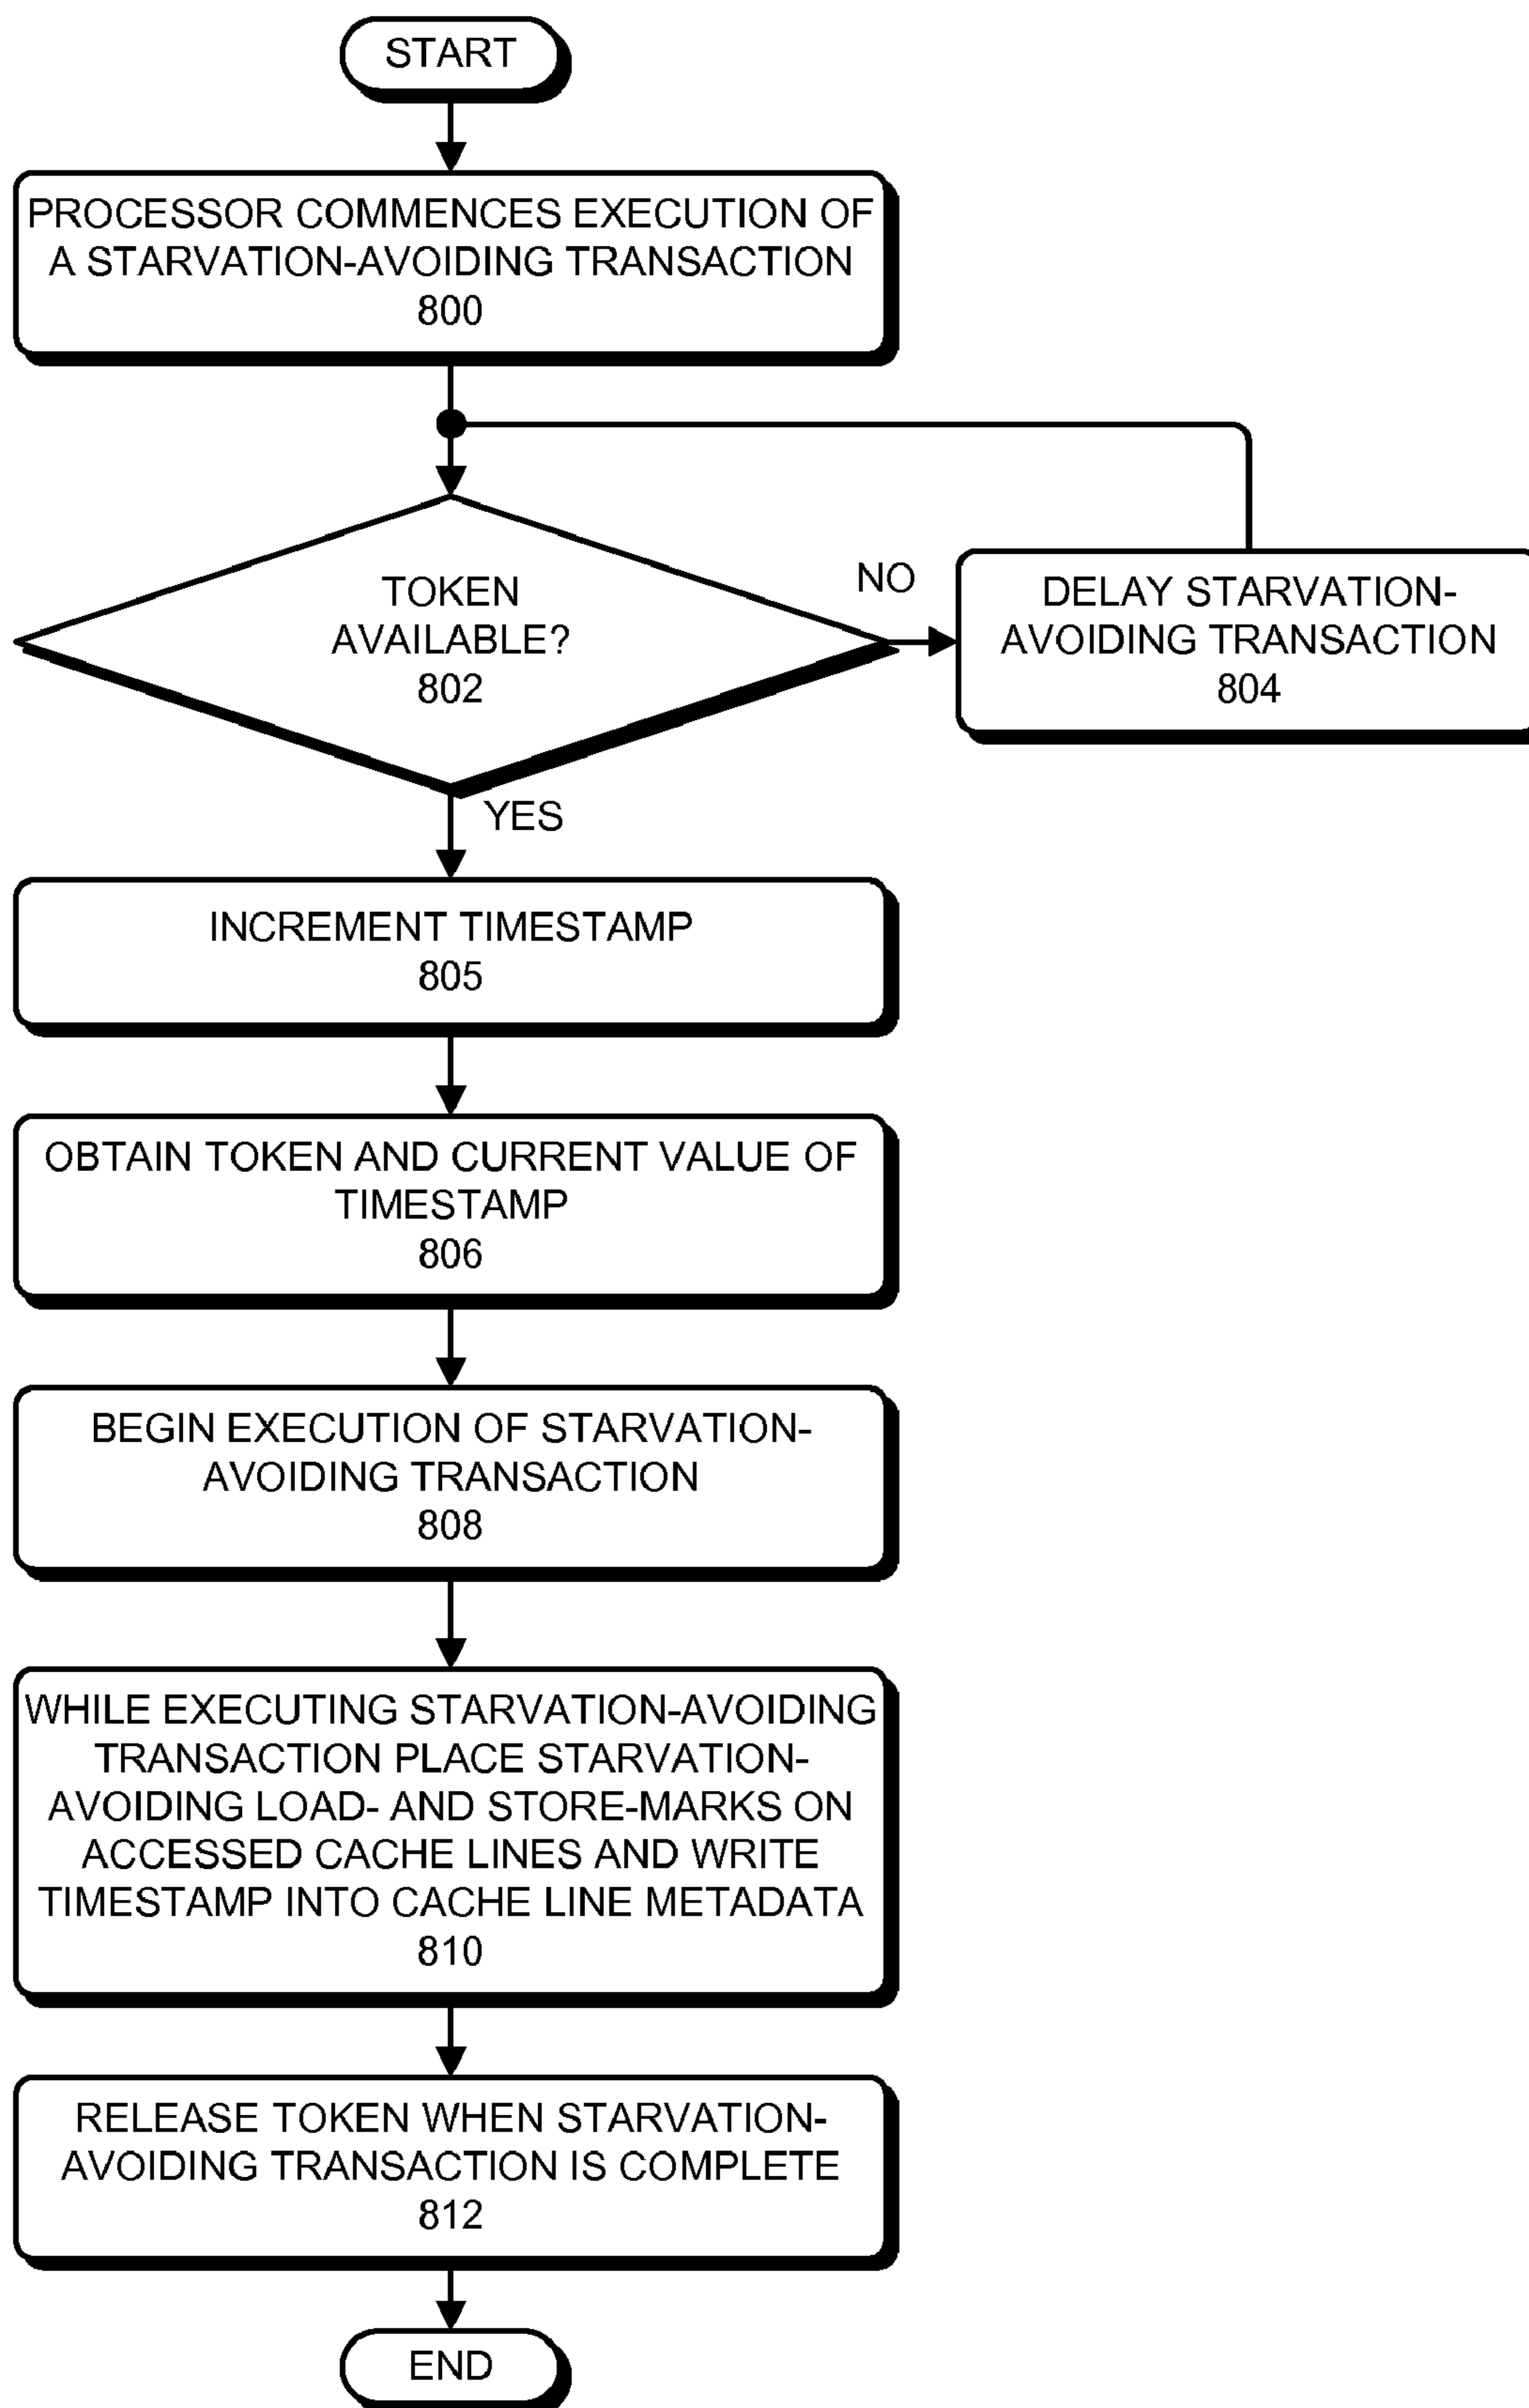 START
PROCESSOR COMMENCES EXECUTION OF
A STARVATION-AVOIDING TRANSACTION
800
TOKEN
AVAILABLE?
802
NO
DELAY STARVATION-
AVOIDING TRANSACTION
804
YES
INCREMENT TIMESTAMP
805
OBTAIN TOKEN AND CURRENT VALUE OF
TIMESTAMP
806
BEGIN EXECUTION OF STARVATION-
AVOIDING TRANSACTION
808
WHILE EXECUTING STARVATION-AVOIDING
TRANSACTION PLACE STARVATION-
AVOIDING LOAD- AND STORE-MARKS ON
ACCESSED CACHE LINES AND WRITE
TIMESTAMP INTO CACHE LINE METADATA
810
RELEASE TOKEN WHEN STARVATION-
AVOIDING TRANSACTION IS COMPLETE
812
END